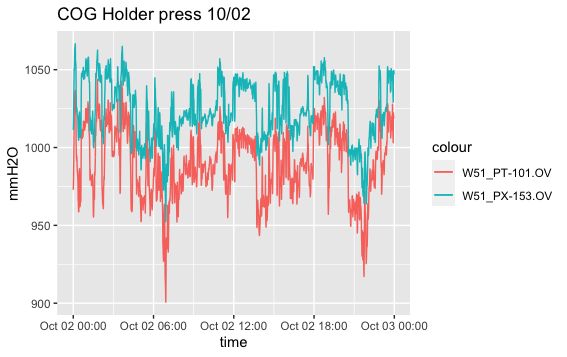 COG Holder press 10/02
mmH2O
1050
1000
950
900
Oct 02 00:00 Oct 02 06:00 Oct 02 12:00 Oct 02 18:00 Oct 03 00:00
time
colour
W51_PT-101.OV
W51_PX-153.OV